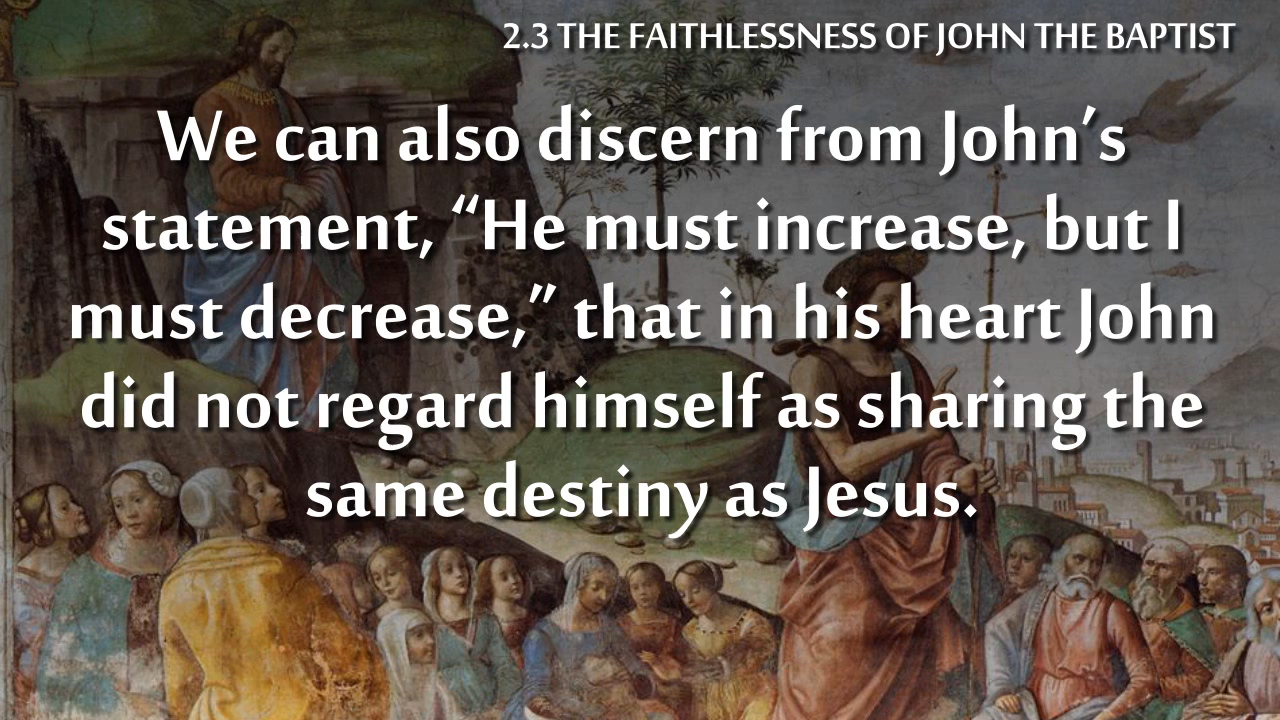 2.3 THE FAITHLESSNESS OF JOHN THE BAPTIST
We can also discern from John’s
statement, “He must increase, but I
must decrease,” that in his heart John
did not regard himself as sharing the
same destiny as Jesus.